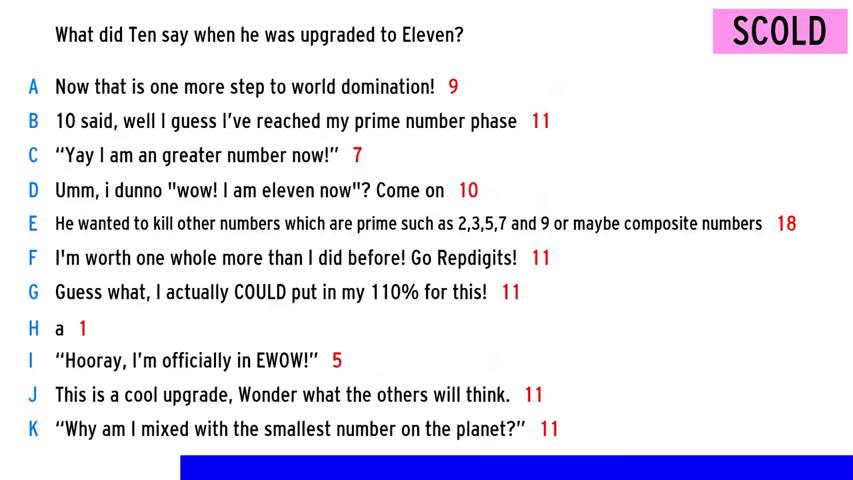 What did Ten say when he was upgraded to Eleven?
SCOLD
A Now that is one more step to world domination! 9
B 10 said, well I guess I've reached my prime number phase 11
C “Yay I am an greater number now!” 7
D Umm, i dunno "wow! I am eleven now"? Come on 10
E He wanted to kill other numbers which are prime such as 2,3,5,7 and 9 or maybe composite numbers 18
F I'm worth one whole more than I did before! Go Repdigits! 11
G Guess what, I actually COULD put in my 110% for this! 11
H a 1
I “Hooray, I’m officially in EWOW!” 5
J This is a cool upgrade, Wonder what the others will think. 11
K “Why am I mixed with the smallest number on the planet?” 11